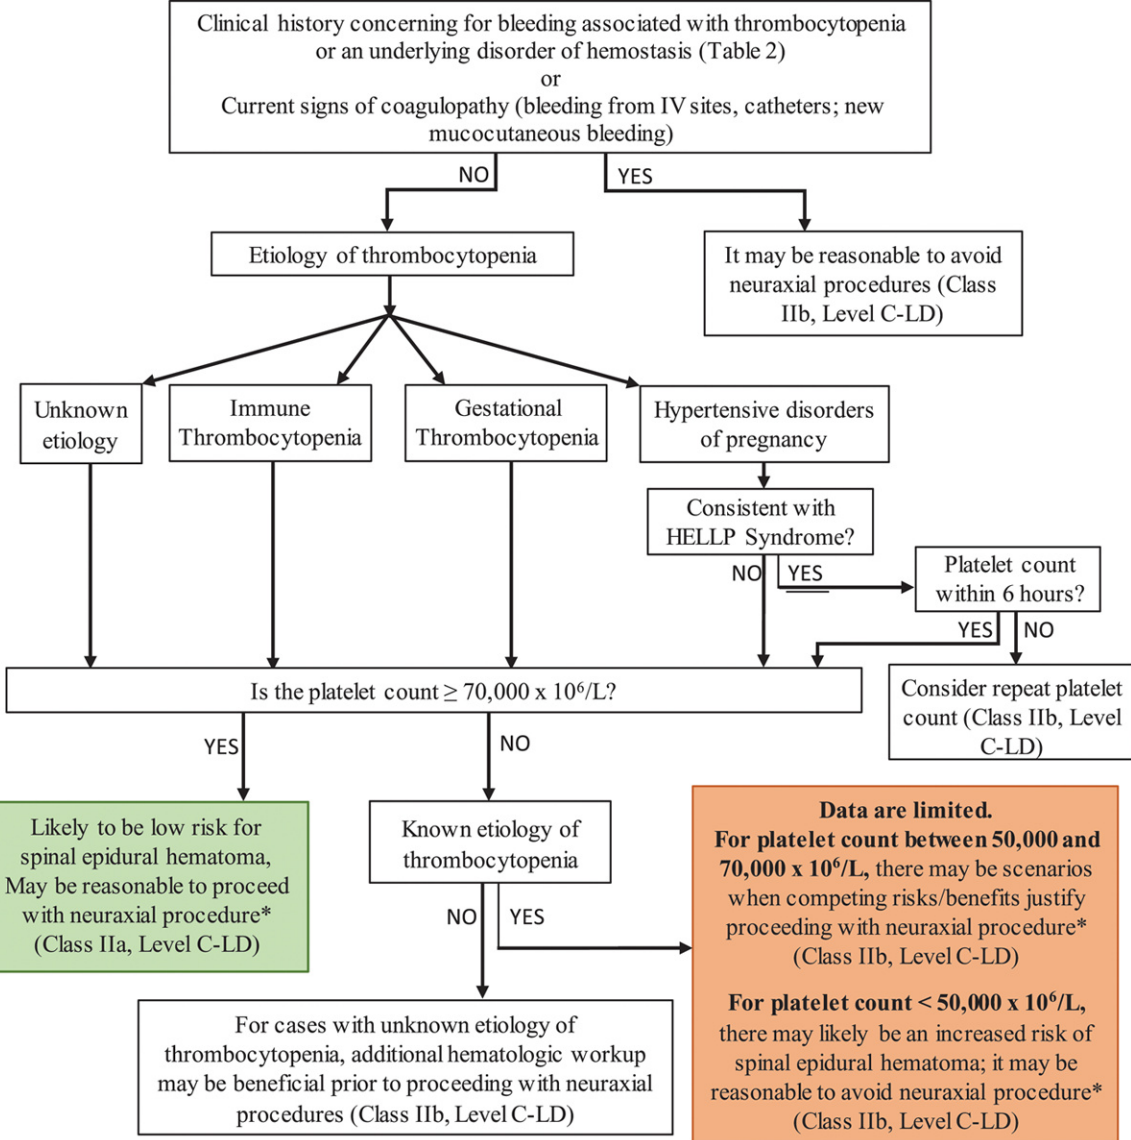 Clinical history concerning for bleeding associated with thrombocytopenia
or an underlying disorder of hemostasis (Table 2)
or
Current signs of coagulopathy (bleeding from IV sites, catheters; new
mucocutaneous bleeding)
NO
YES
Etiology of thrombocytopenia
It may be reasonable to avoid
neuraxial procedures (Class
IIb, Level C-LD)
Unknown
etiology
Immune
Thrombocytopenia
Gestational
Thrombocytopenia
Hypertensive disorders
of pregnancy
Consistent with
HELLP Syndrome?
NO
YES
Platelet count
within 6 hours?
YES
NO
Is the platelet count ≥ 70,000 x 10⁶/L?
Consider repeat platelet
count (Class IIb, Level
C-LD)
YES
NO
Likely to be low risk for
spinal epidural hematoma,
May be reasonable to proceed
with neuraxial procedure*
(Class IIa, Level C-LD)
Known etiology of
thrombocytopenia
NO
YES
Data are limited.
For platelet count between 50,000 and
70,000 x 10⁶/L, there may be scenarios
when competing risks/benefits justify
proceeding with neuraxial procedure*
(Class IIb, Level C-LD)
For platelet count < 50,000 x 10⁶/L,
there may likely be an increased risk of
spinal epidural hematoma; it may be
reasonable to avoid neuraxial procedure*
(Class IIb, Level C-LD)
For cases with unknown etiology of
thrombocytopenia, additional hematologic workup
may be beneficial prior to proceeding with neuraxial
procedures (Class IIb, Level C-LD)